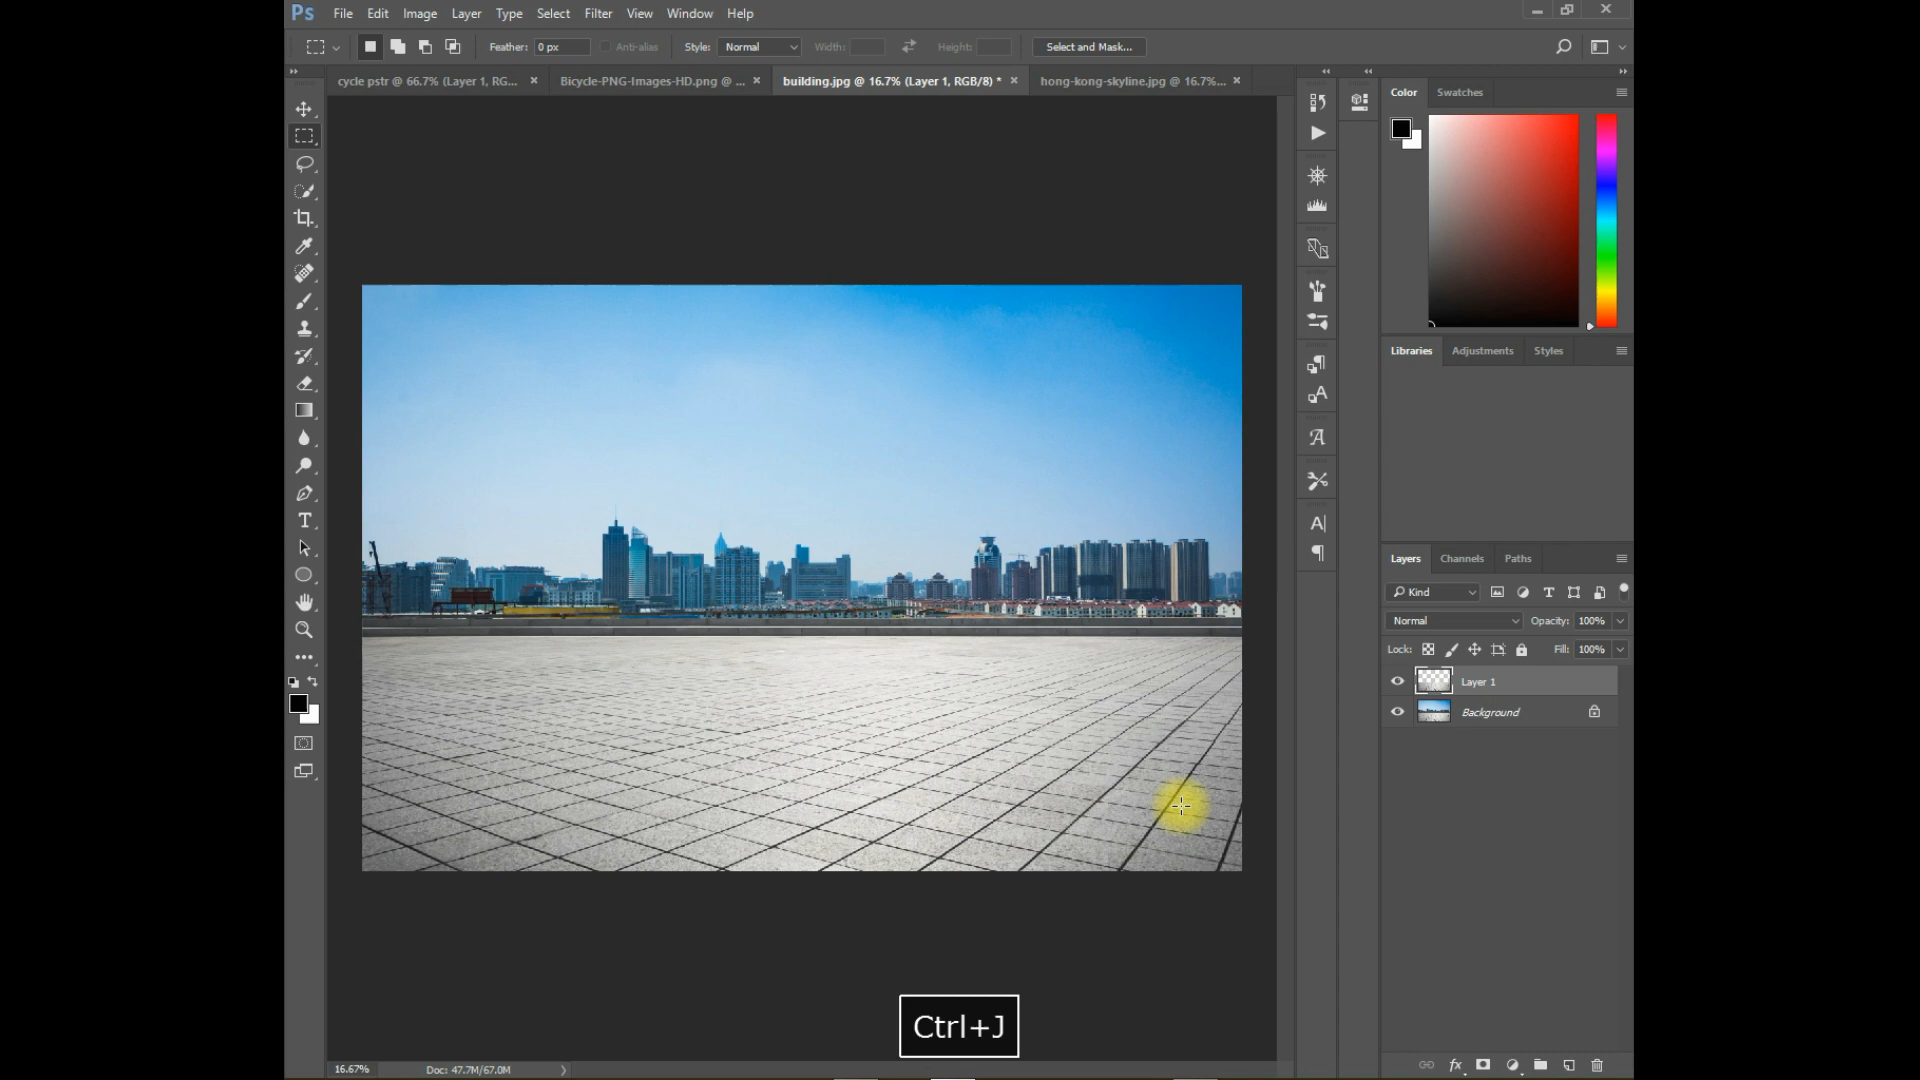 Ps File Edit Image Layer Type Select Filter View Window Help
Feather: 0 px Anti-alias Style: Normal Width: Height: Select and Mask...
cycle pstr @ 66.7% (Layer 1, RG... × Bicycle-PNG-Images-HD.png @ ... × building.jpg @ 16.7% (Layer 1, RGB/8) * × hong-kong-skyline.jpg @ 16.7%... ×
Color Swatches
Libraries Adjustments Styles
Layers Channels Paths
Kind
Normal Opacity: 100%
Lock: Fill: 100%
Layer 1
Background
Ctrl+J
16.67% Doc: 47.7M/67.0M